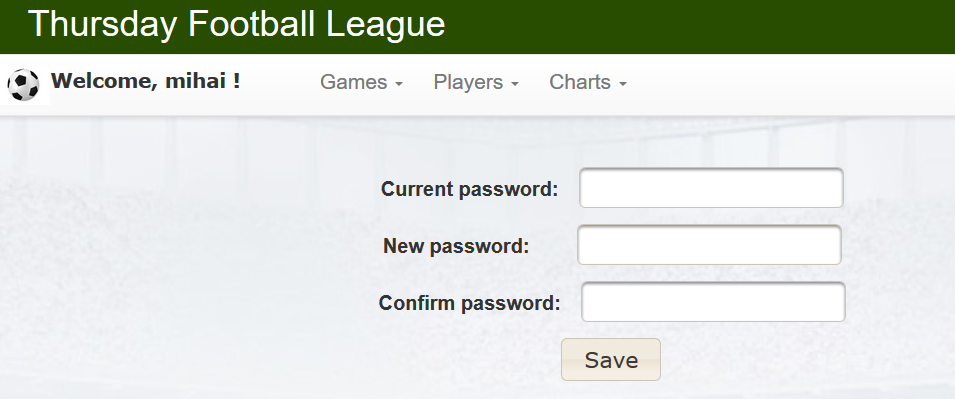 Thursday Football League
Welcome, mihai !
Games
Players
Charts
Current password:
New password:
Confirm password:
Save